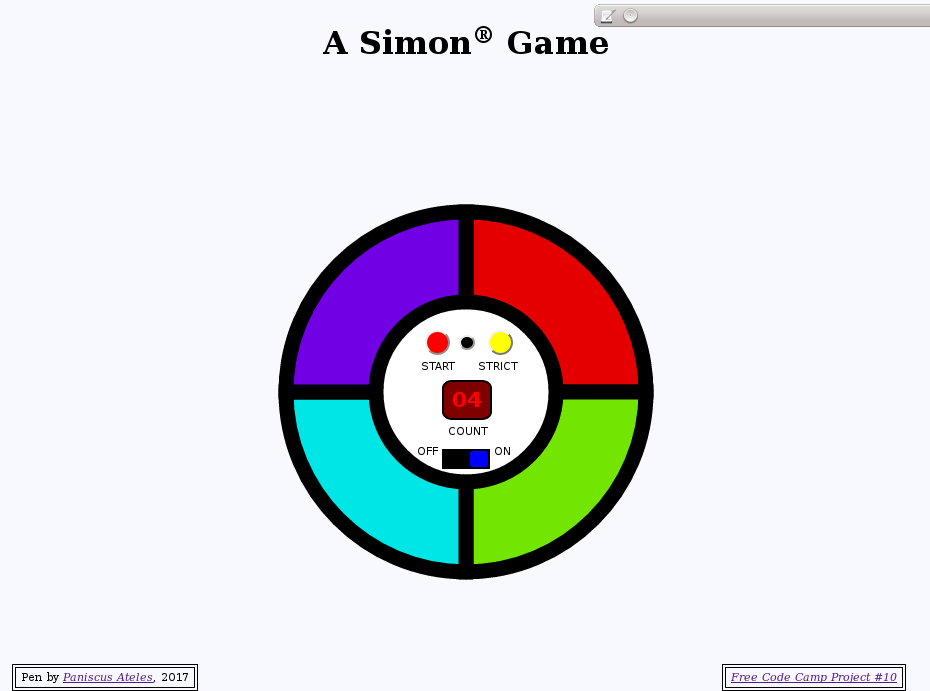 A Simon® Game
START STRICT
04
COUNT
OFF ON
Pen by Paniscus Ateles, 2017
Free Code Camp Project #10